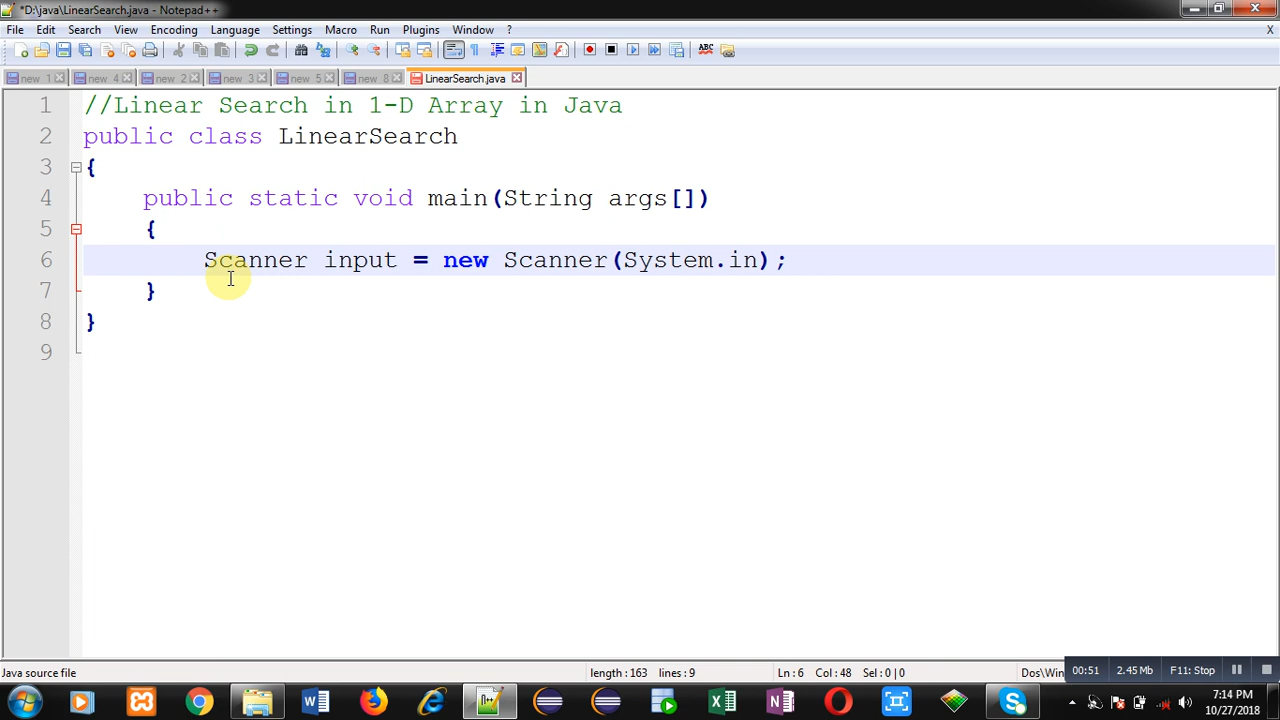 *D:\java\LinearSearch.java - Notepad++
File Edit Search View Encoding Language Settings Macro Run Plugins Window ? X
new 1 new 4 new 2 new 3 new 5 new 8 LinearSearch.java
1 //Linear Search in 1-D Array in Java
2 public class LinearSearch
3 {
4 public static void main(String args[])
5 {
6 Scanner input = new Scanner(System.in);
7 }
8 }
9
Java source file length : 163 lines : 9 Ln : 6 Col : 48 Sel : 0 | 0 Dos\Win 00:51 2.45 Mb F11: Stop
7:14 PM
10/27/2018